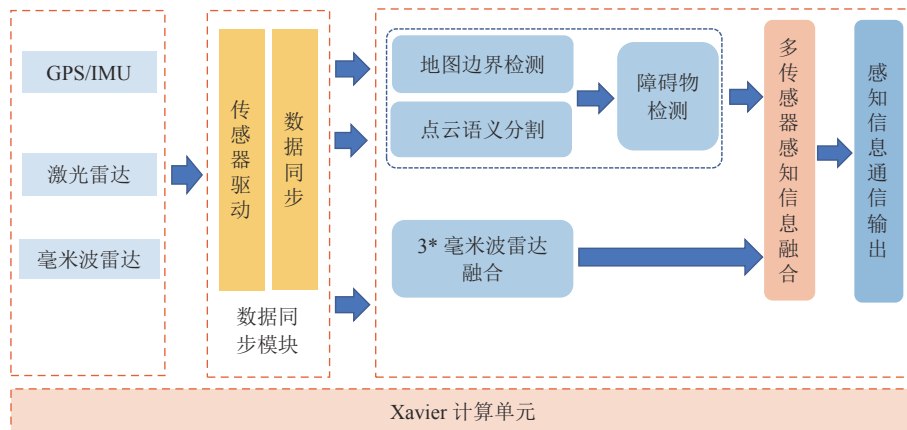 GPS/IMU
激光雷达
毫米波雷达
传感器驱动
数据同步
数据同
步模块
地图边界检测
点云语义分割
障碍物
检测
3* 毫米波雷达
融合
多传感器感知信息融合
感知信息通信输出
Xavier 计算单元